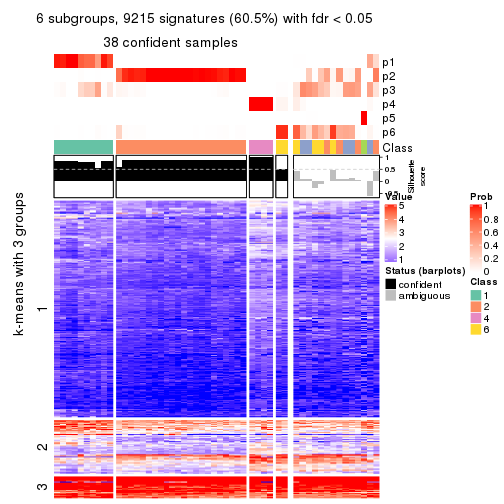 6 subgroups, 9215 signatures (60.5%) with fdr < 0.05
38 confident samples
p1
p2
p3
p4
p5
p6
Class
1
0.5
0
-0.5
Silhouette
score
k-means with 3 groups
1
2
3
Value
5
4
3
2
1
Status (barplots)
confident
ambiguous
Prob
1
0.8
0.6
0.4
0.2
0
Class
1
2
4
6